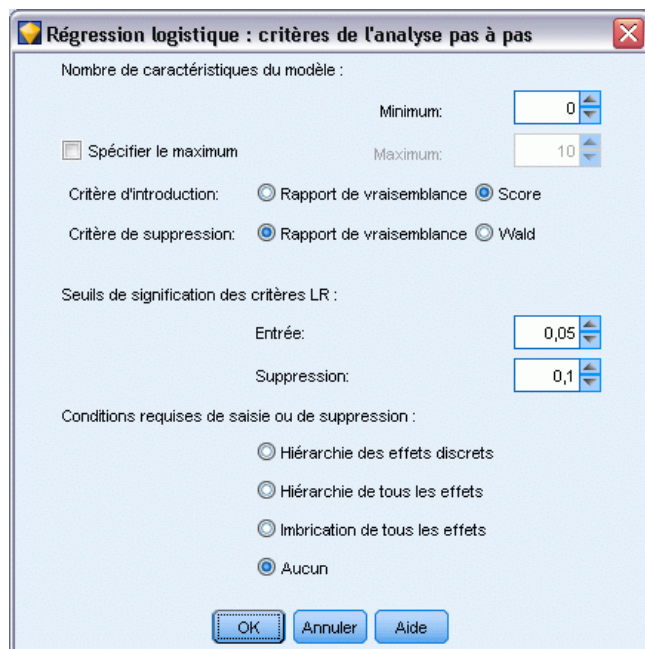 Régression logistique : critères de l'analyse pas à pas
Nombre de caractéristiques du modèle :
Minimum: 0
Spécifier le maximum Maximum: 10
Critère d'introduction: Rapport de vraisemblance Score
Critère de suppression: Rapport de vraisemblance Wald
Seuils de signification des critères LR :
Entrée: 0,05
Suppression: 0,1
Conditions requises de saisie ou de suppression :
Hiérarchie des effets discrets
Hiérarchie de tous les effets
Imbrication de tous les effets
Aucun
OK Annuler Aide